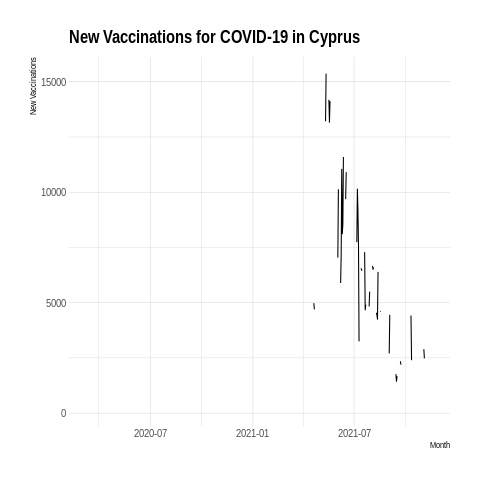 New Vaccinations for COVID-19 in Cyprus
New Vaccinations
15000
10000
5000
0
2020-07 2021-01 2021-07
Month